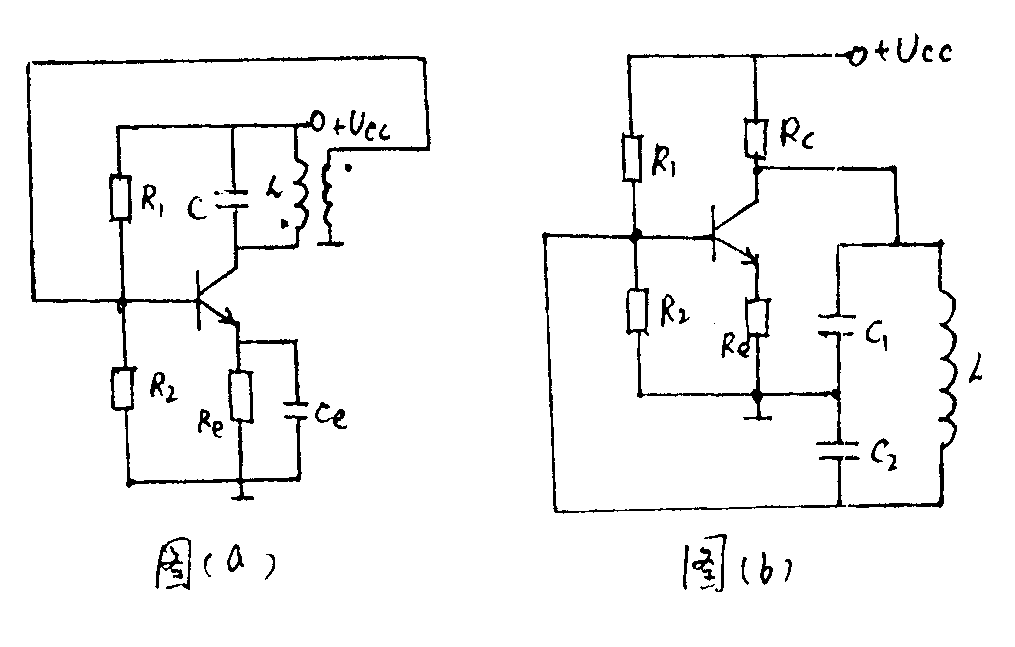 +Ucc
R₁
C
L
R₂
Re
Ce
图(a)
+Ucc
Rc
R₁
R₂
Re
C₁
L
C₂
图(b)